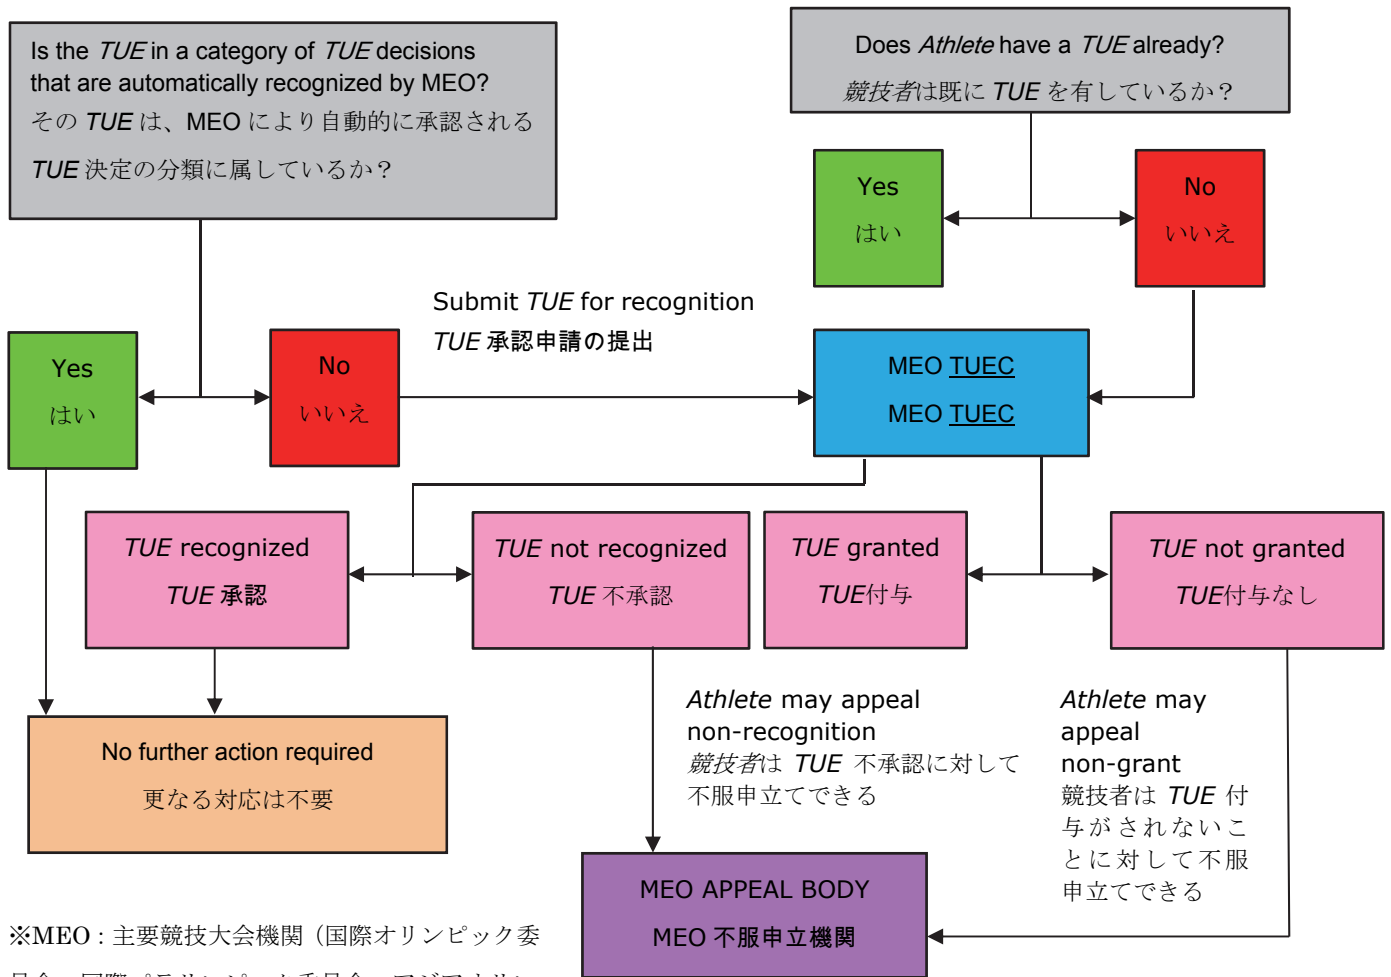 Is the TUE in a category of TUE decisions
that are automatically recognized by MEO?
その TUE は、MEO により自動的に承認される
TUE 決定の分類に属しているか？
Does Athlete have a TUE already?
競技者は既に TUE を有しているか？
Yes
はい
No
いいえ
Submit TUE for recognition
TUE 承認申請の提出
Yes
はい
No
いいえ
MEO TUEC
MEO TUEC
TUE recognized
TUE 承認
TUE not recognized
TUE 不承認
TUE granted
TUE付与
TUE not granted
TUE付与なし
Athlete may appeal
non-recognition
競技者は TUE 不承認に対して
不服申立てできる
Athlete may
appeal
non-grant
競技者は TUE 付
与がされないこ
とに対して不服
申立てできる
No further action required
更なる対応は不要
MEO APPEAL BODY
MEO 不服申立機関
※MEO : 主要競技大会機関（国際オリンピック委